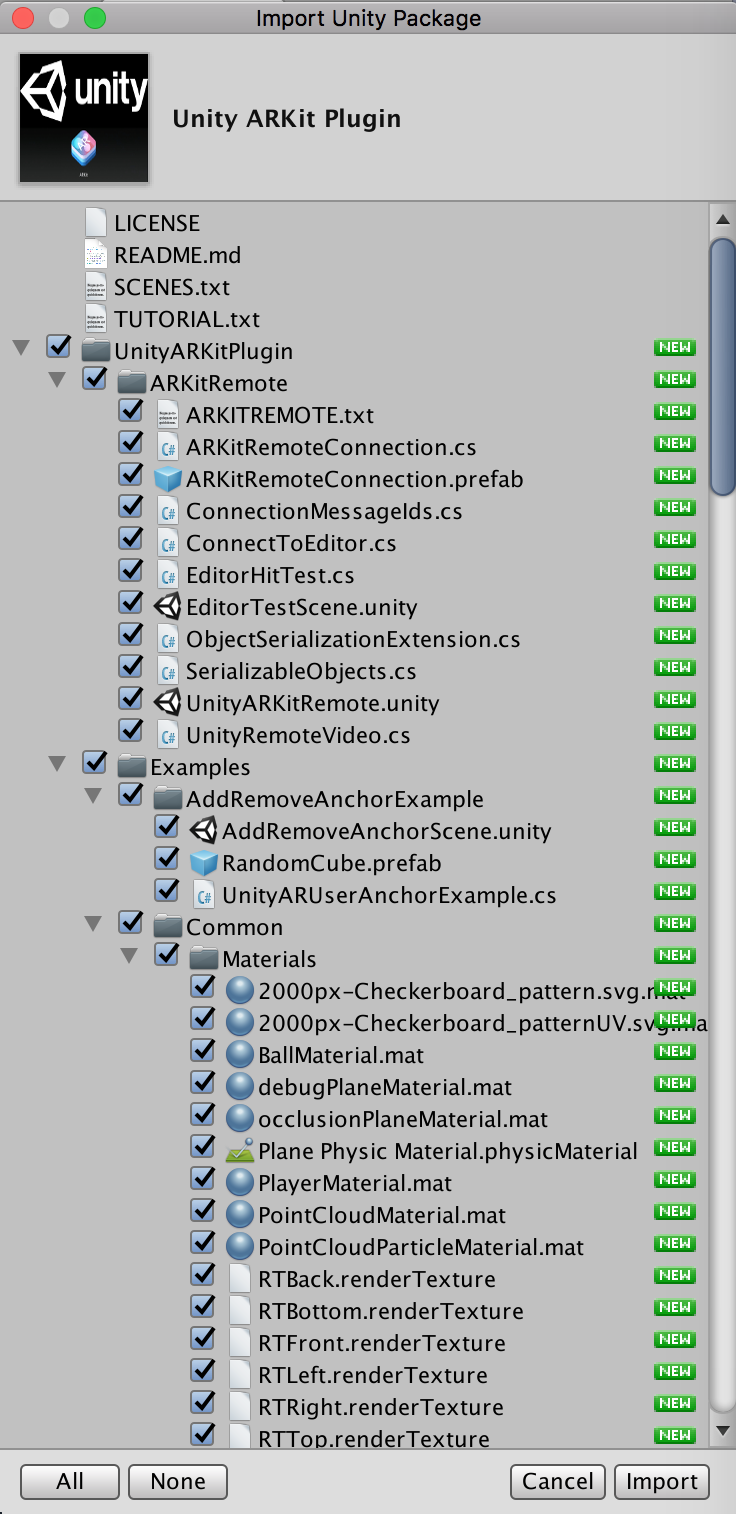 Import Unity Package
unity
Unity ARKit Plugin
LICENSE
README.md
SCENES.txt
TUTORIAL.txt
UnityARKitPlugin NEW
ARKitRemote NEW
ARKITREMOTE.txt NEW
C# ARKitRemoteConnection.cs NEW
ARKitRemoteConnection.prefab NEW
C# ConnectionMessageIds.cs NEW
C# ConnectToEditor.cs NEW
C# EditorHitTest.cs NEW
EditorTestScene.unity NEW
C# ObjectSerializationExtension.cs NEW
C# SerializableObjects.cs NEW
UnityARKitRemote.unity NEW
C# UnityRemoteVideo.cs NEW
Examples NEW
AddRemoveAnchorExample NEW
AddRemoveAnchorScene.unity NEW
RandomCube.prefab NEW
C# UnityARUserAnchorExample.cs NEW
Common NEW
Materials NEW
2000px-Checkerboard_pattern.svg.mat NEW
2000px-Checkerboard_patternUV.svg.ma NEW
BallMaterial.mat NEW
debugPlaneMaterial.mat NEW
occlusionPlaneMaterial.mat NEW
Plane Physic Material.physicMaterial NEW
PlayerMaterial.mat NEW
PointCloudMaterial.mat NEW
PointCloudParticleMaterial.mat NEW
RTBack.renderTexture NEW
RTBottom.renderTexture NEW
RTFront.renderTexture NEW
RTLeft.renderTexture NEW
RTRight.renderTexture NEW
RTTop.renderTexture NEW
All None Cancel Import